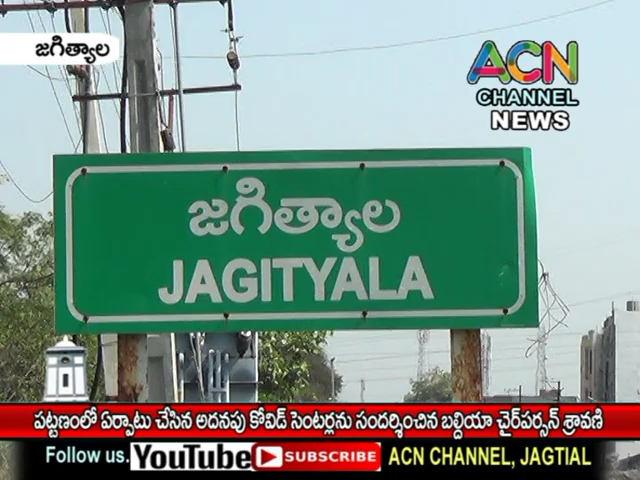 జగిత్యాల
ACN
CHANNEL
NEWS
జగిత్యాల
JAGITYALA
పట్టణంలో ఏర్పాటు చేసిన అదనపు కోవిడ్ సెంటర్లను సందర్శించిన బల్దియా చైర్‌పర్సన్ శ్రావణి
Follow us. YouTube SUBSCRIBE ACN CHANNEL, JAGTIAL